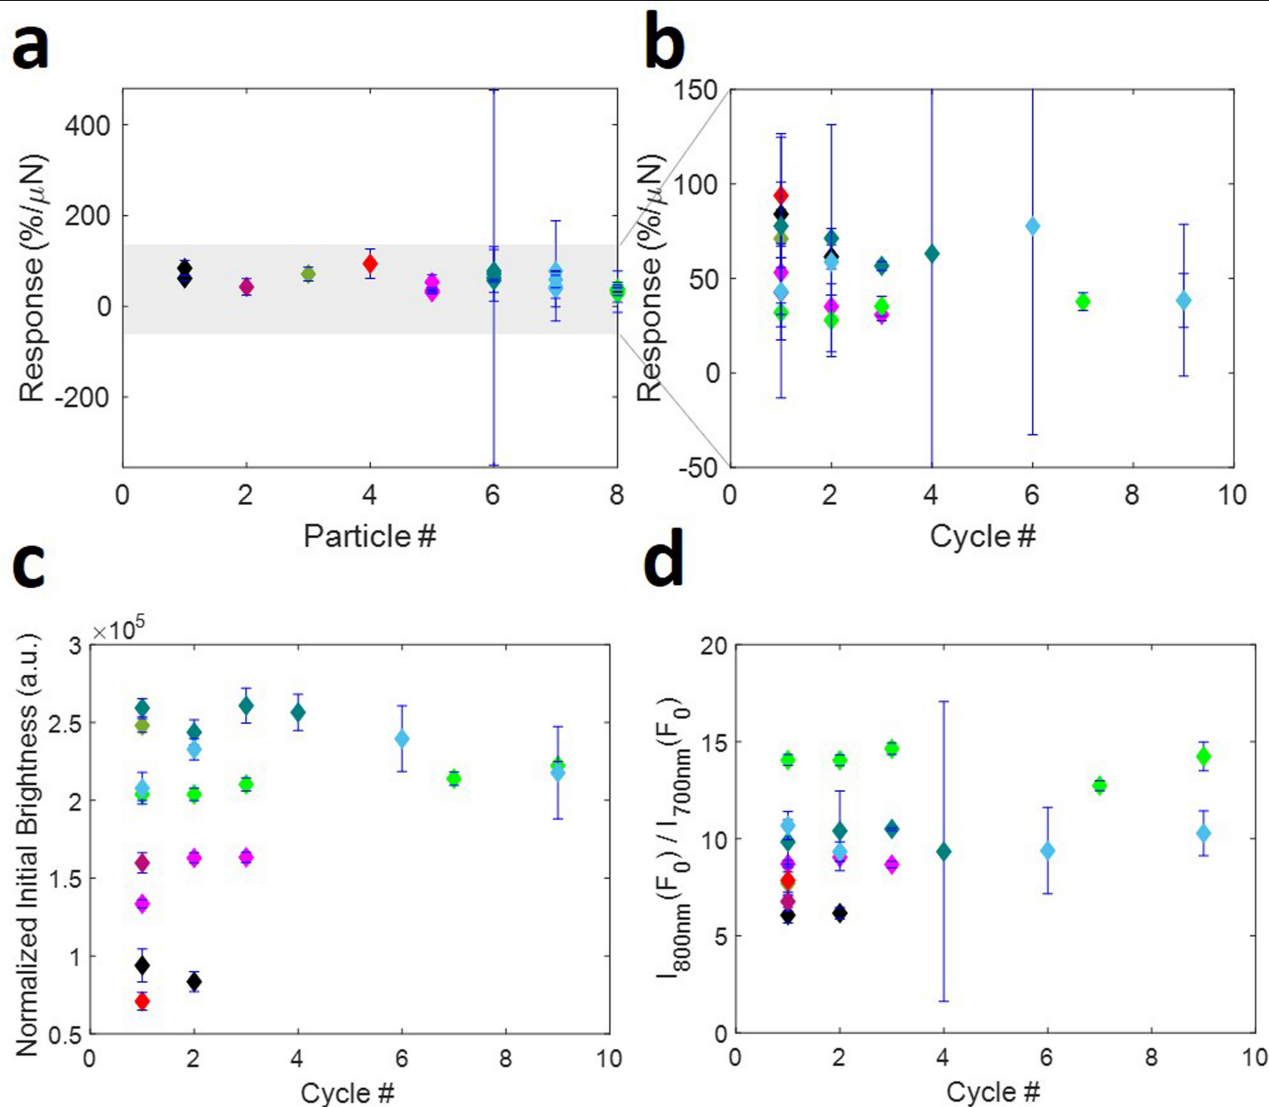 a
400
200
0
-200
Response (%/μN)
0 2 4 6 8
Particle #
b
150
100
50
0
-50
Response (%/μN)
0 2 4 6 8 10
Cycle #
c
×10⁵
3
2.5
2
1.5
1
0.5
Normalized Initial Brightness (a.u.)
0 2 4 6 8 10
Cycle #
d
20
15
10
5
0
I800nm(F0) / I700nm(F0)
0 2 4 6 8 10
Cycle #